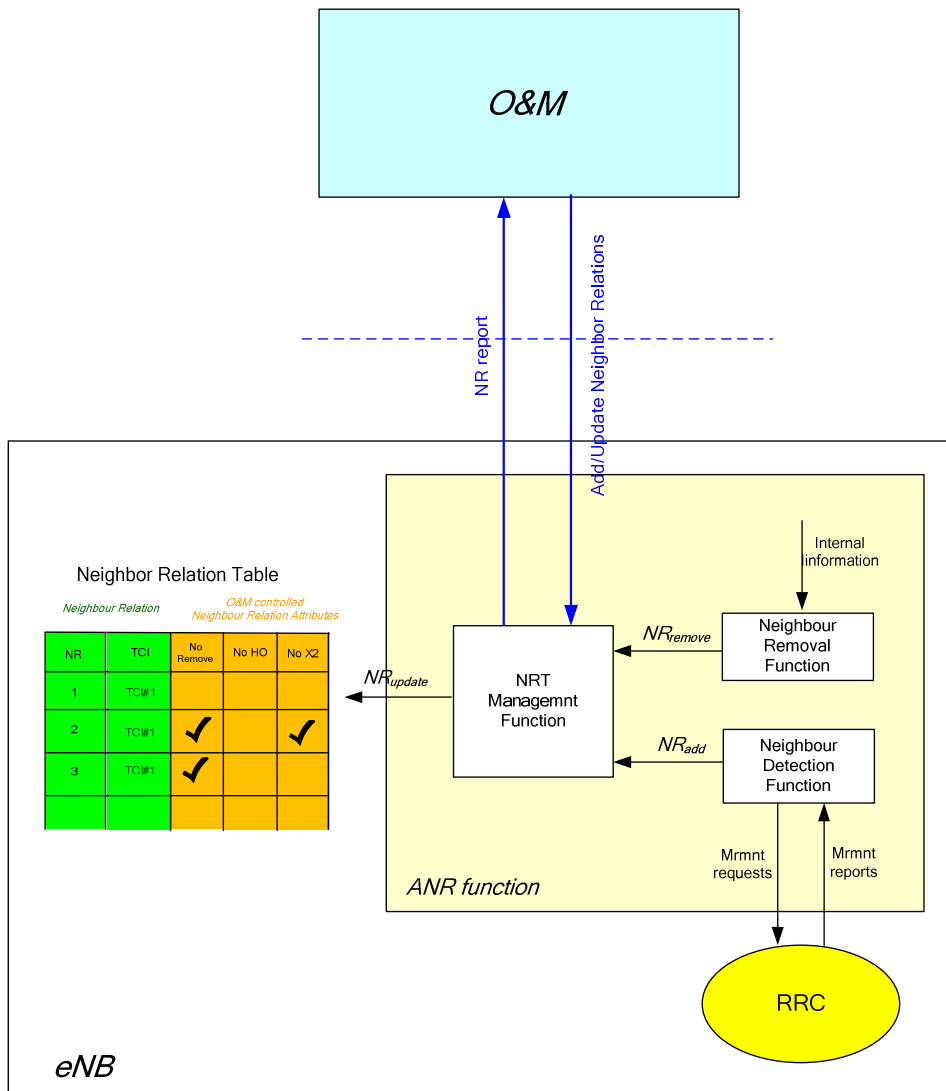 O&M
NR report
Add/Update Neighbor Relations
Internal
Iinformation
Neighbor Relation Table
Neighbour Relation
O&M controlled
Neighbour Relation Attributes
NR TCI No Remove No HO No X2
1 TCI#1
2 TCI#1 ✓ ✓
3 TCI#1 ✓
NRupdate
NRT
Managemnt
Function
NRremove
Neighbour
Removal
Function
NRadd
Neighbour
Detection
Function
Mrmnt
requests
Mrmnt
reports
ANR function
RRC
eNB